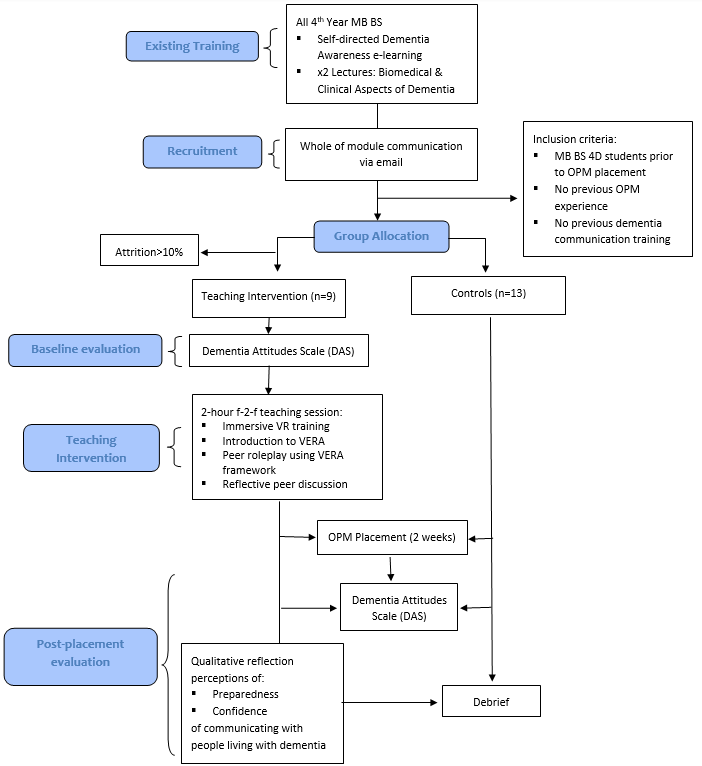 All 4th Year MB BS
▪ Self-directed Dementia
Awareness e-learning
▪ x2 Lectures: Biomedical &
Clinical Aspects of Dementia
Existing Training
Recruitment
Whole of module communication
via email
Inclusion criteria:
▪ MB BS 4D students prior
to OPM placement
▪ No previous OPM
experience
▪ No previous dementia
communication training
Group Allocation
Attrition>10%
Teaching Intervention (n=9)
Controls (n=13)
Baseline evaluation
Dementia Attitudes Scale (DAS)
Teaching
Intervention
2-hour f-2-f teaching session:
▪ Immersive VR training
▪ Introduction to VERA
▪ Peer roleplay using VERA
framework
▪ Reflective peer discussion
OPM Placement (2 weeks)
Dementia Attitudes
Scale (DAS)
Post-placement
evaluation
Qualitative reflection
perceptions of:
▪ Preparedness
▪ Confidence
of communicating with
people living with dementia
Debrief